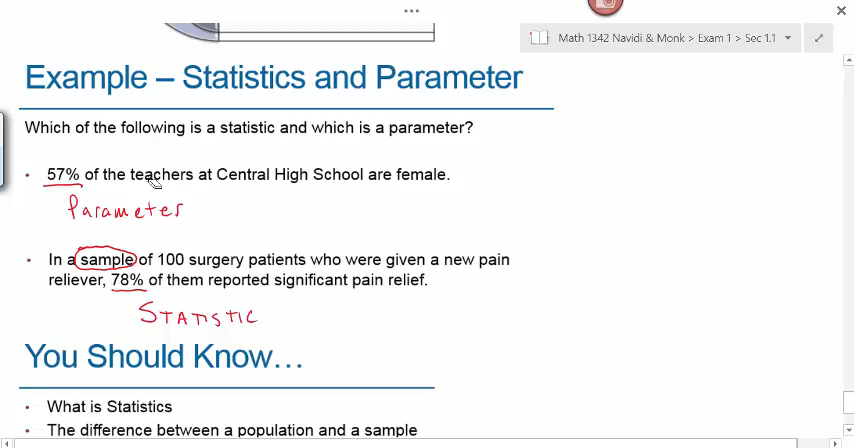 Math 1342 Navidi & Monk > Exam 1 > Sec 1.1
Example – Statistics and Parameter
Which of the following is a statistic and which is a parameter?
• 57% of the teachers at Central High School are female.
Parameter
• In a sample of 100 surgery patients who were given a new pain
reliever, 78% of them reported significant pain relief.
STATISTIC
You Should Know…
• What is Statistics
• The difference between a population and a sample